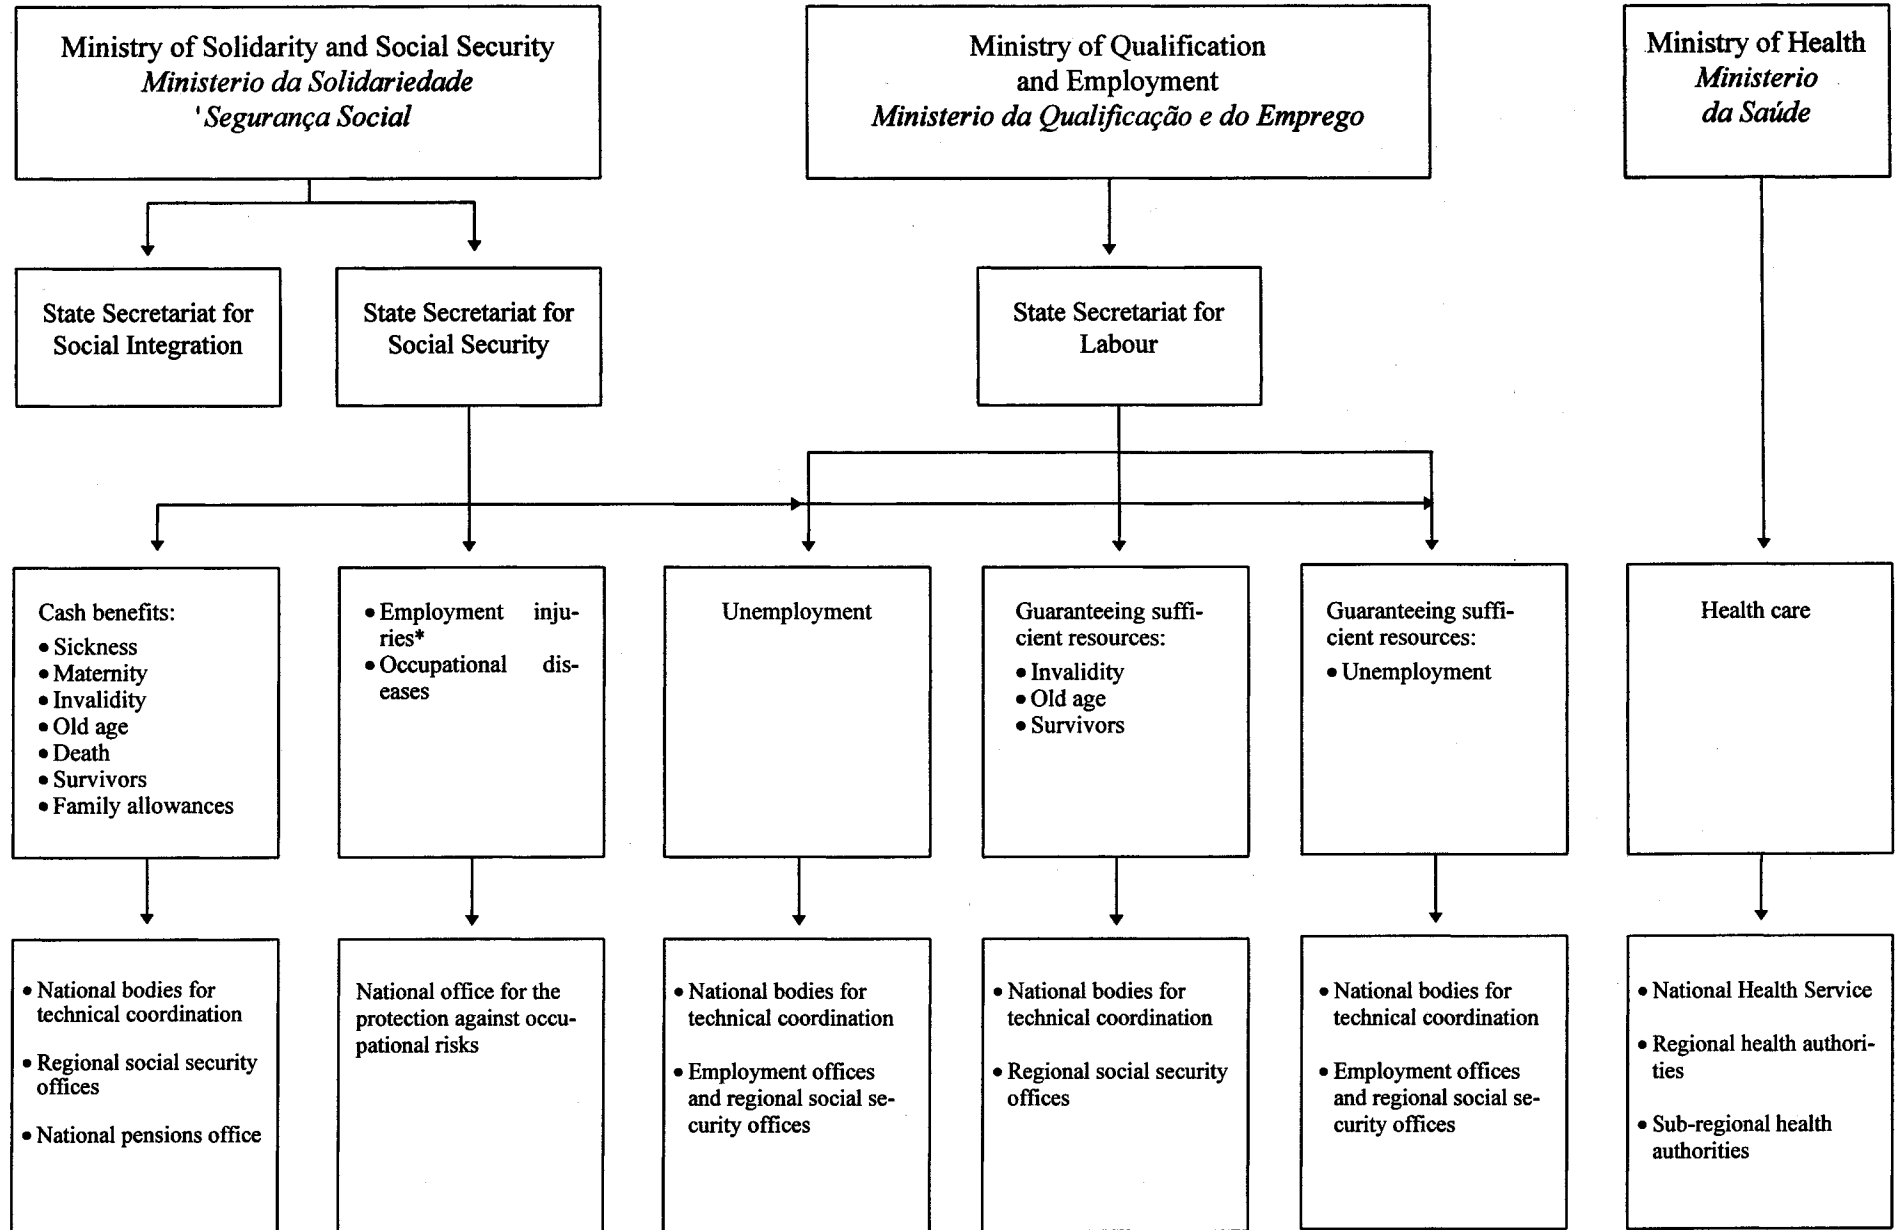 Ministry of Solidarity and Social Security
Ministerio da Solidariedade
'Segurança Social
Ministry of Qualification
and Employment
Ministerio da Qualificação e do Emprego
Ministry of Health
Ministerio
da Saúde
State Secretariat for
Social Integration
State Secretariat for
Social Security
State Secretariat for
Labour
Cash benefits:
• Sickness
• Maternity
• Invalidity
• Old age
• Death
• Survivors
• Family allowances
• Employment inju-
ries*
• Occupational dis-
eases
Unemployment
Guaranteeing suffi-
cient resources:
• Invalidity
• Old age
• Survivors
Guaranteeing suffi-
cient resources:
• Unemployment
Health care
• National bodies for
technical coordination
• Regional social security
offices
• National pensions office
National office for the
protection against occu-
pational risks
• National bodies for
technical coordination
• Employment offices
and regional social se-
curity offices
• National bodies for
technical coordination
• Regional social security
offices
• National bodies for
technical coordination
• Employment offices
and regional social se-
curity offices
• National Health Service
• Regional health authori-
ties
• Sub-regional health
authorities